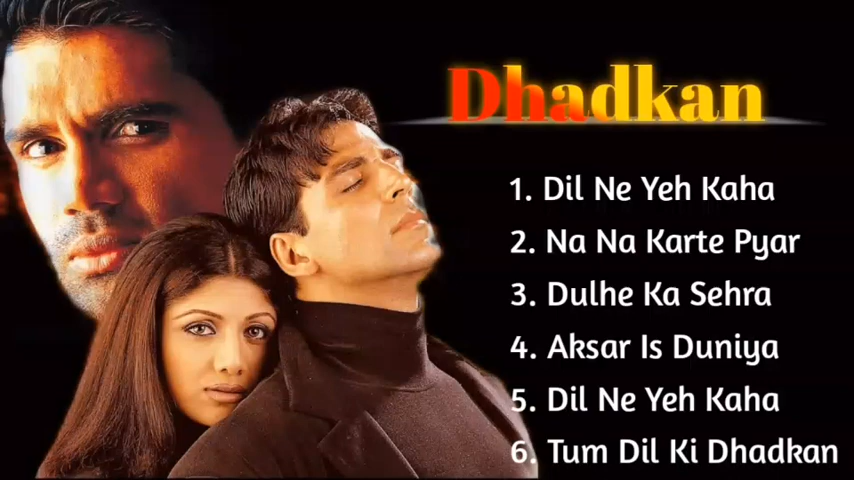 Dhadkan
1. Dil Ne Yeh Kaha
2. Na Na Karte Pyar
3. Dulhe Ka Sehra
4. Aksar Is Duniya
5. Dil Ne Yeh Kaha
6. Tum Dil Ki Dhadkan